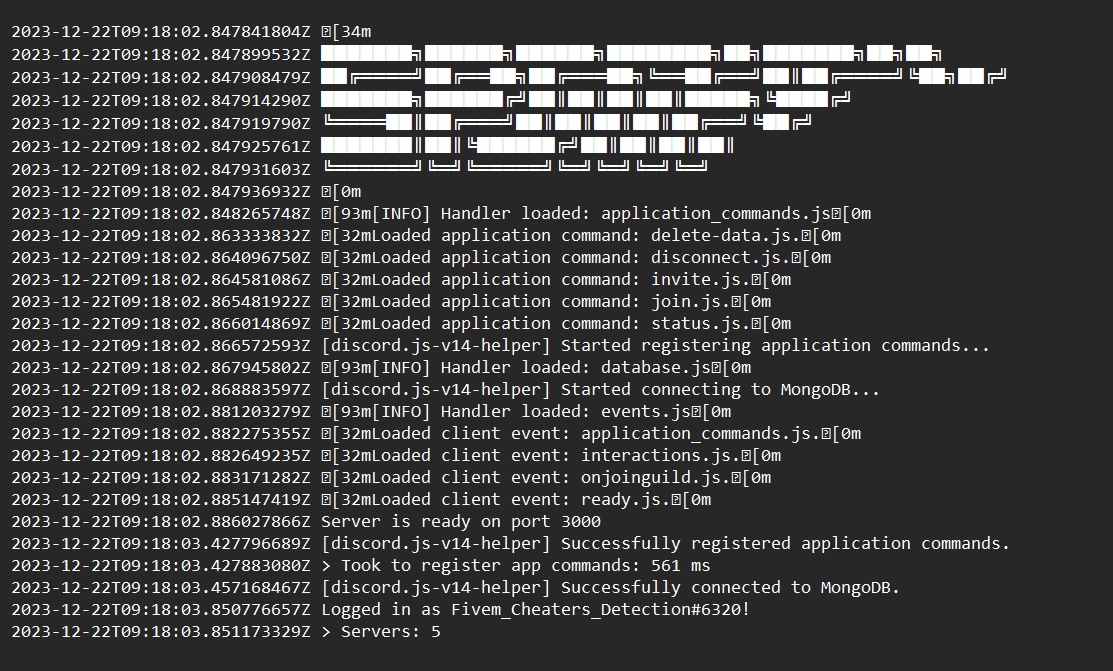 2023-12-22T09:18:02.847841804Z [34m
2023-12-22T09:18:02.847899532Z ███████╗██████╗██████╗████████╗██╗███████╗██╗██╗
2023-12-22T09:18:02.847908479Z ██╔════╝██╔══██╗██╔═══██╗╚══██╔══╝██║██╔════╝╚██╗██╔╝
2023-12-22T09:18:02.847914290Z ███████╗██████╔╝██║██║██║██║█████╗╚████╔╝
2023-12-22T09:18:02.847919790Z ╚════██║██╔═══╝██║██║██║██║██╔══╝╚██╔╝
2023-12-22T09:18:02.847925761Z ███████║██║╚██████╔╝██║██║██║██║
2023-12-22T09:18:02.847931603Z ╚══════╝╚═╝╚═════╝╚═╝╚═╝╚═╝╚═╝
2023-12-22T09:18:02.847936932Z [0m
2023-12-22T09:18:02.848265748Z [93m[INFO] Handler loaded: application_commands.js[0m
2023-12-22T09:18:02.863333832Z [32mLoaded application command: delete-data.js.[0m
2023-12-22T09:18:02.864096750Z [32mLoaded application command: disconnect.js.[0m
2023-12-22T09:18:02.864581086Z [32mLoaded application command: invite.js.[0m
2023-12-22T09:18:02.865481922Z [32mLoaded application command: join.js.[0m
2023-12-22T09:18:02.866014869Z [32mLoaded application command: status.js.[0m
2023-12-22T09:18:02.866572593Z [discord.js-v14-helper] Started registering application commands...
2023-12-22T09:18:02.867945802Z [93m[INFO] Handler loaded: database.js[0m
2023-12-22T09:18:02.868883597Z [discord.js-v14-helper] Started connecting to MongoDB...
2023-12-22T09:18:02.881203279Z [93m[INFO] Handler loaded: events.js[0m
2023-12-22T09:18:02.882275355Z [32mLoaded client event: application_commands.js.[0m
2023-12-22T09:18:02.882649235Z [32mLoaded client event: interactions.js.[0m
2023-12-22T09:18:02.883171282Z [32mLoaded client event: onjoinguild.js.[0m
2023-12-22T09:18:02.885147419Z [32mLoaded client event: ready.js.[0m
2023-12-22T09:18:02.886027866Z Server is ready on port 3000
2023-12-22T09:18:03.427796689Z [discord.js-v14-helper] Successfully registered application commands.
2023-12-22T09:18:03.427883080Z > Took to register app commands: 561 ms
2023-12-22T09:18:03.457168467Z [discord.js-v14-helper] Successfully connected to MongoDB.
2023-12-22T09:18:03.850776657Z Logged in as Fivem_Cheaters_Detection#6320!
2023-12-22T09:18:03.851173329Z > Servers: 5